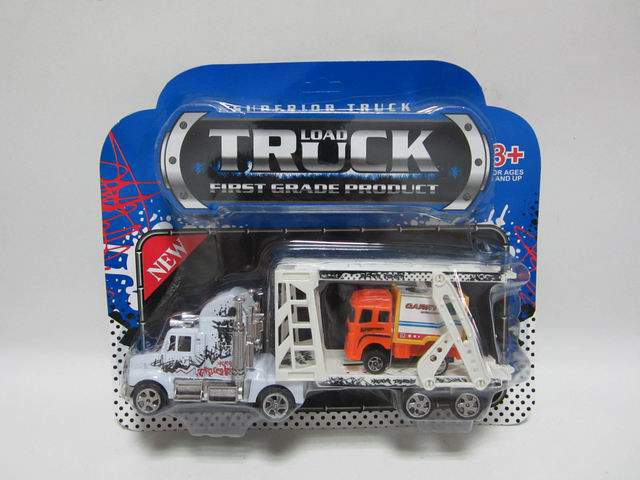 SUPERIOR TRUCK
LOAD
TRUCK
FIRST GRADE PRODUCT
3+
FOR AGES
AND UP
NEW